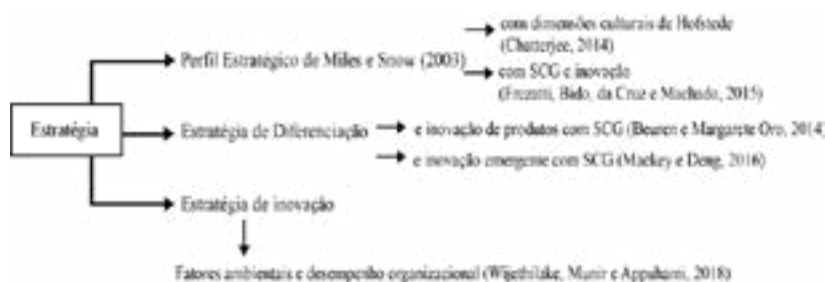 com dimensões culturais de Hofstede
(Chatterjee, 2014)
Perfil Estratégico de Miles e Snow (2003)
com SCG e inovação
(Frezatti, Bido, da Cruz e Machado, 2015)
Estratégia
Estratégia de Diferenciação
e inovação de produtos com SCG (Beuren e Margarete Oro, 2014)
e inovação emergente com SCG (Mackey e Deng, 2016)
Estratégia de inovação
Fatores ambientais e desempenho organizacional (Wijethilake, Munir e Appuhami, 2018)